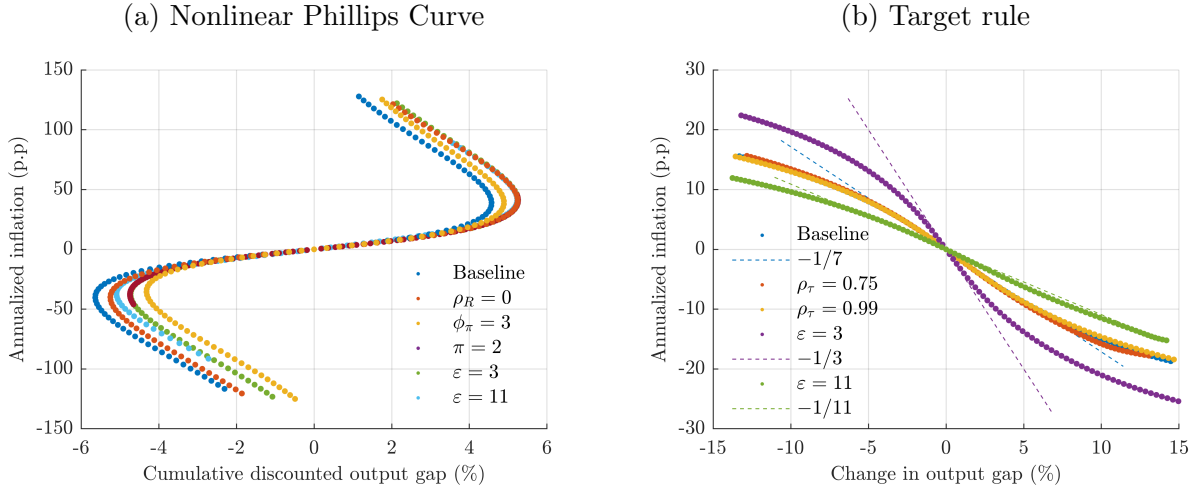 (a) Nonlinear Phillips Curve
150
100
50
0
-50
-100
-150
-6
-4
-2
0
2
4
6
Annualized inflation (p.p)
Cumulative discounted output gap (%)
Baseline
ρ_R = 0
ϕ_π = 3
π = 2
ε = 3
ε = 11
(b) Target rule
30
20
10
0
-10
-20
-30
-15
-10
-5
0
5
10
15
Annualized inflation (p.p)
Change in output gap (%)
Baseline
−1/7
ρ_τ = 0.75
ρ_τ = 0.99
ε = 3
−1/3
ε = 11
−1/11